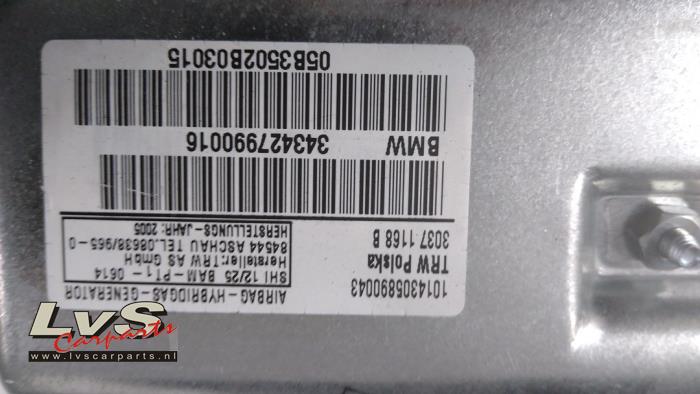 1014305890043
TRW Polska
3037 1168 B
AIRBAG-HYBRIDGAS-GENERATOR
SHI 12/25 BAM-PT1- 0614
Hersteller:TRW AS GmbH
84544 ASCHAU TEL.08638/965-0
HERSTELLUNGS-JAHR: 2005
BMW 343427990016
05B3502B03015
LvS
Carparts
www.lvscarparts.nl